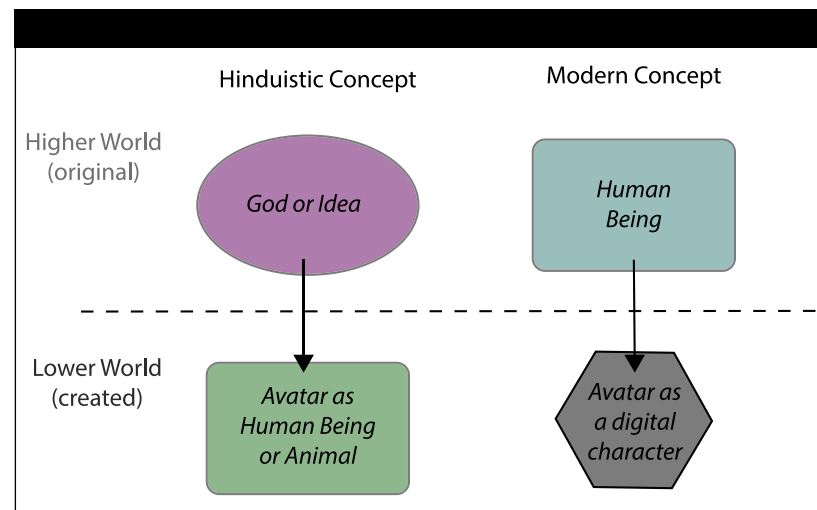 Hinduistic Concept
Modern Concept
Higher World
(original)
God or Idea
Human
Being
Lower World
(created)
Avatar as
Human Being
or Animal
Avatar as
a digital
character